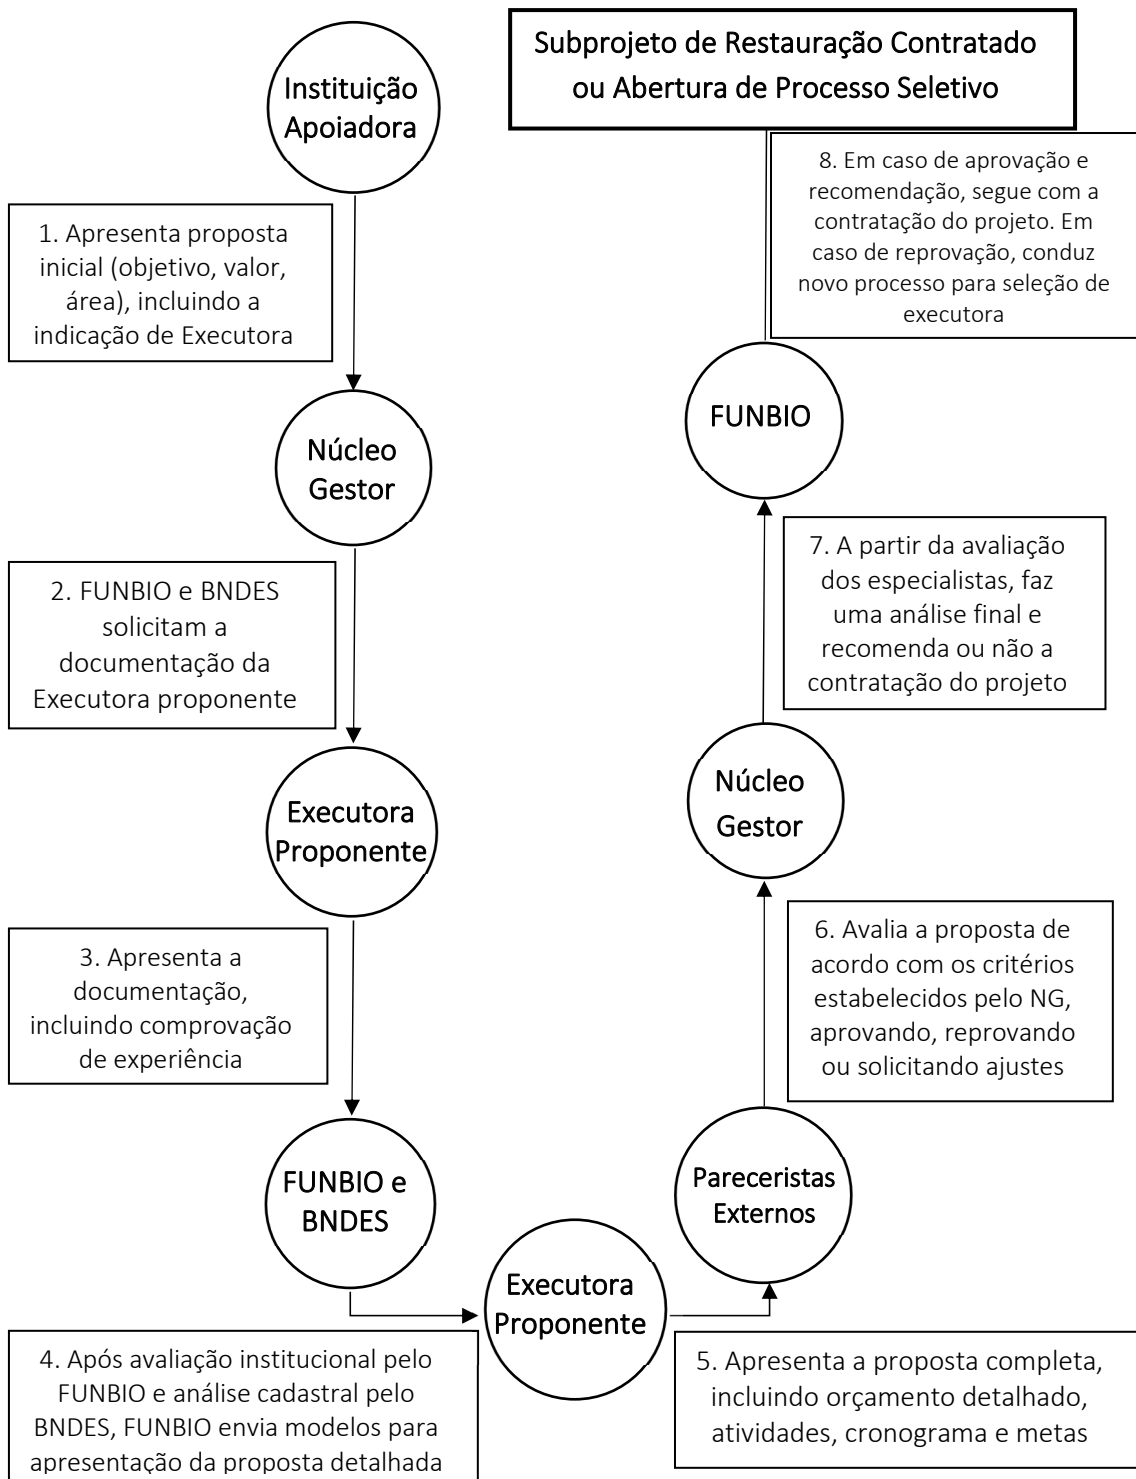 Instituição
Apoiadora
1. Apresenta proposta
inicial (objetivo, valor,
área), incluindo a
indicação de Executora
Núcleo
Gestor
2. FUNBIO e BNDES
solicitam a
documentação da
Executora proponente
Executora
Proponente
3. Apresenta a
documentação,
incluindo comprovação
de experiência
FUNBIO e
BNDES
4. Após avaliação institucional pelo
FUNBIO e análise cadastral pelo
BNDES, FUNBIO envia modelos para
apresentação da proposta detalhada
Executora
Proponente
5. Apresenta a proposta completa,
incluindo orçamento detalhado,
atividades, cronograma e metas
Pareceristas
Externos
6. Avalia a proposta de
acordo com os critérios
estabelecidos pelo NG,
aprovando, reprovando
ou solicitando ajustes
Núcleo
Gestor
7. A partir da avaliação
dos especialistas, faz
uma análise final e
recomenda ou não a
contratação do projeto
FUNBIO
8. Em caso de aprovação e
recomendação, segue com a
contratação do projeto. Em
caso de reprovação, conduz
novo processo para seleção de
executora
Subprojeto de Restauração Contratado
ou Abertura de Processo Seletivo